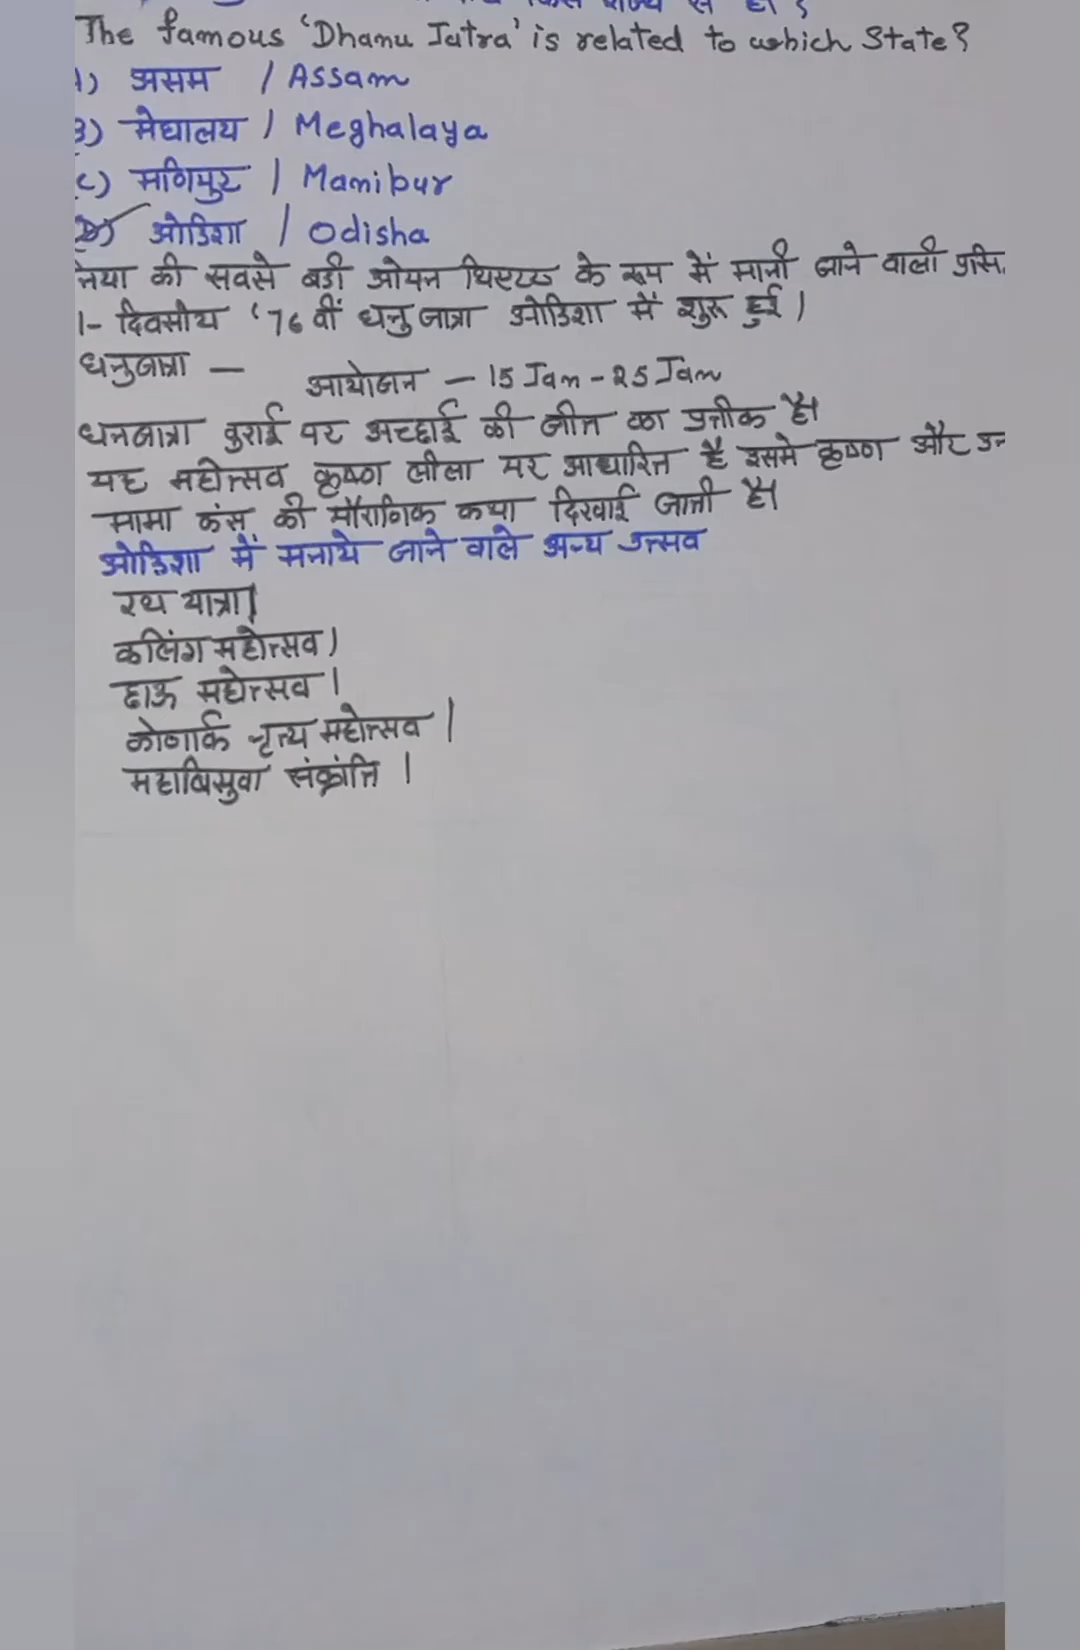 The famous 'Dhanu Jatra' is related to which State?
A) असम / Assam
B) मेघालय / Meghalaya
(C) मणिपुर / Manibur
(D) ओडिशा / Odisha
नया की सबसे बडी ओपन थिएटर के रूप में मानी जाने वाली प्रसि
1- दिवसीय '76 वीं धनु जात्रा ओडिशा में शुरू हुई।
धनुजात्रा —
आयोजन — 15 Jan - 25 Jan
धनजात्रा बुराई पर अच्छाई की जीत का प्रतीक है।
यह महोत्सव कृष्ण लीला पर आधारित है इसमे कृष्ण और उन
मामा कंस की पौराणिक कथा दिखाई जाती है।
ओडिशा में मनाये जाने वाले अन्य उत्सव
रथ यात्रा।
कलिंग महोत्सव।
छाऊ महोत्सव।
कोणार्क नृत्य महोत्सव।
महाबिसुवा संक्रांति।